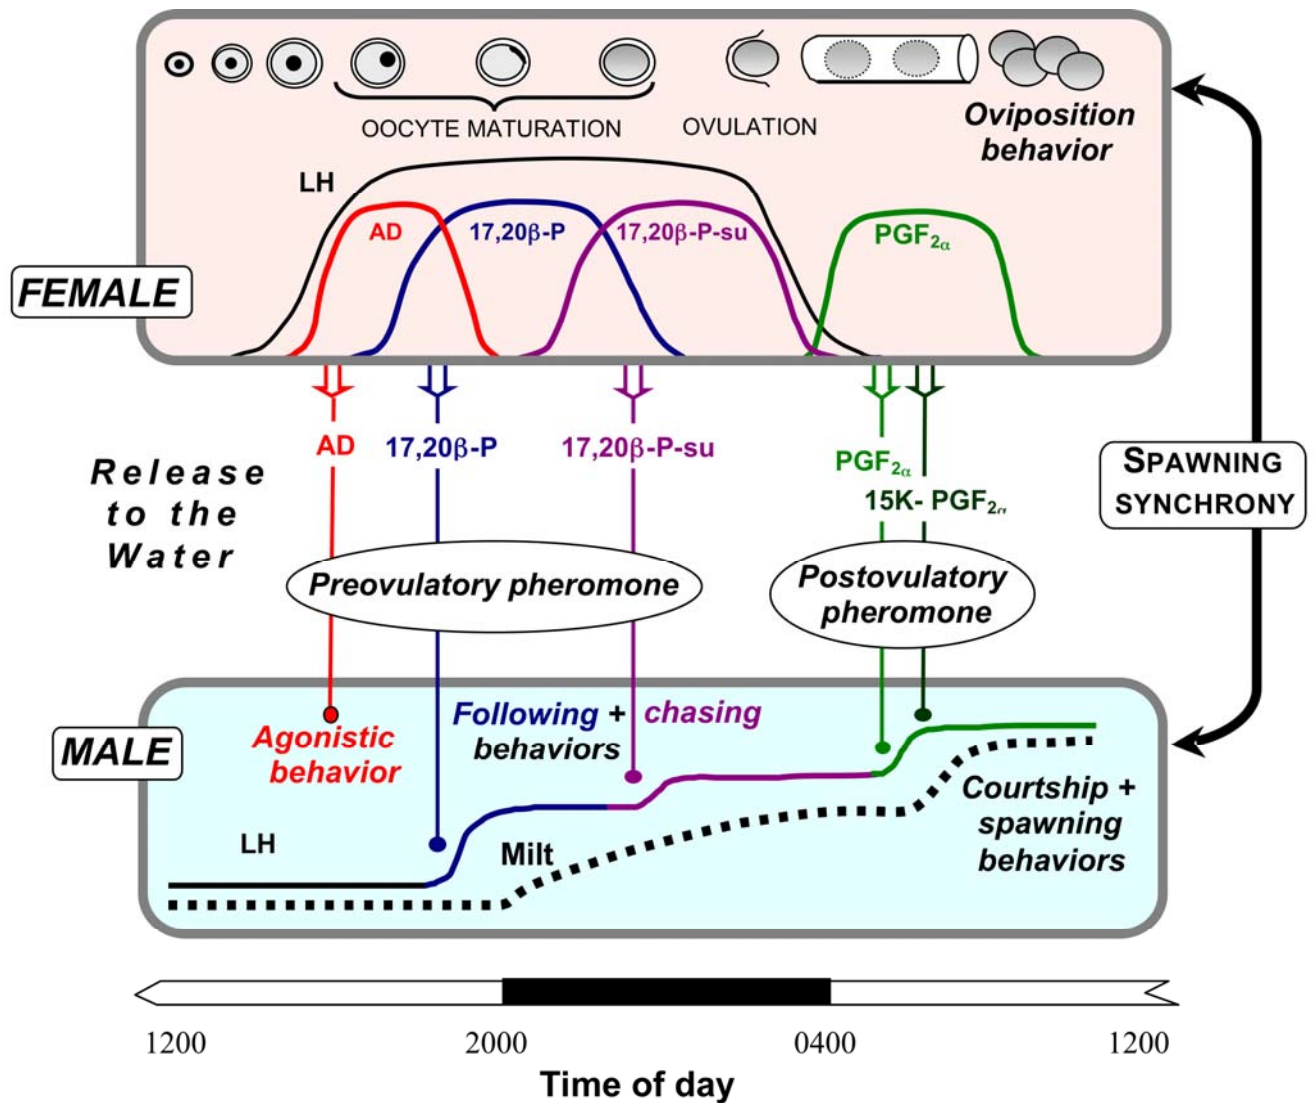 OOCYTE MATURATION
OVULATION
Oviposition
behavior
LH
AD
17,20β-P
17,20β-P-su
PGF2α
FEMALE
AD
17,20β-P
17,20β-P-su
PGF2α
15K- PGF2α
Release
to the
Water
SPAWNING
SYNCHRONY
Preovulatory pheromone
Postovulatory
pheromone
MALE
Agonistic
behavior
Following + chasing
behaviors
LH
Milt
Courtship +
spawning
behaviors
1200 2000 0400 1200
Time of day